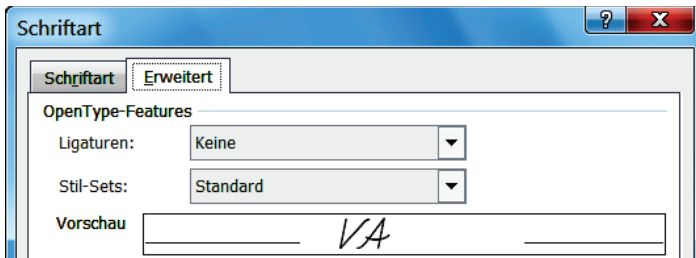 Schriftart
?
X
Schriftart Erweitert
OpenType-Features
Ligaturen: Keine
Stil-Sets: Standard
Vorschau VA